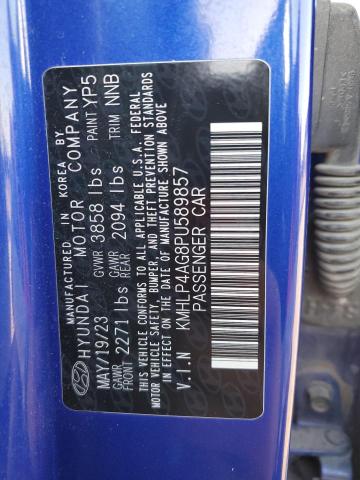 MANUFACTURED IN KOREA BY
HYUNDAI MOTOR COMPANY
MAY/19/23 GVWR 3858 lbs PAINT YP5
GAWR FRONT 2271 lbs GAWR REAR 2094 lbs TRIM NNB
THIS VEHICLE CONFORMS TO ALL APPLICABLE U.S.A. FEDERAL
MOTOR VEHICLE SAFETY, BUMPER, AND THEFT PREVENTION STANDARDS
IN EFFECT ON THE DATE OF MANUFACTURE SHOWN ABOVE.
V.I.N KMHLP4AG8PU589857
PASSENGER CAR